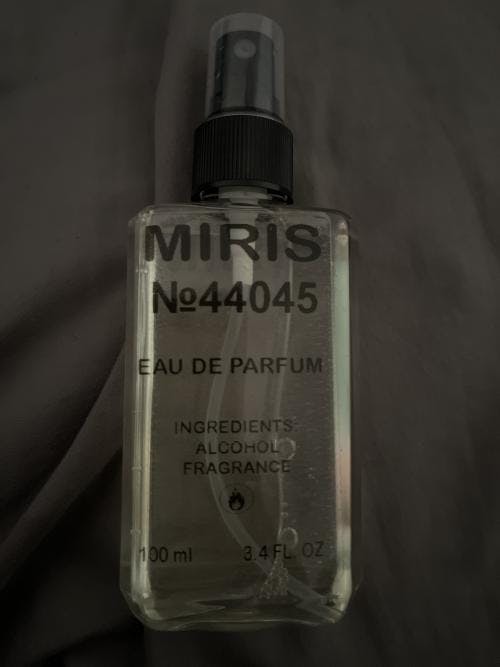 MIRIS
№44045
EAU DE PARFUM
INGREDIENTS:
ALCOHOL
FRAGRANCE
100 ml 3.4 FL. OZ